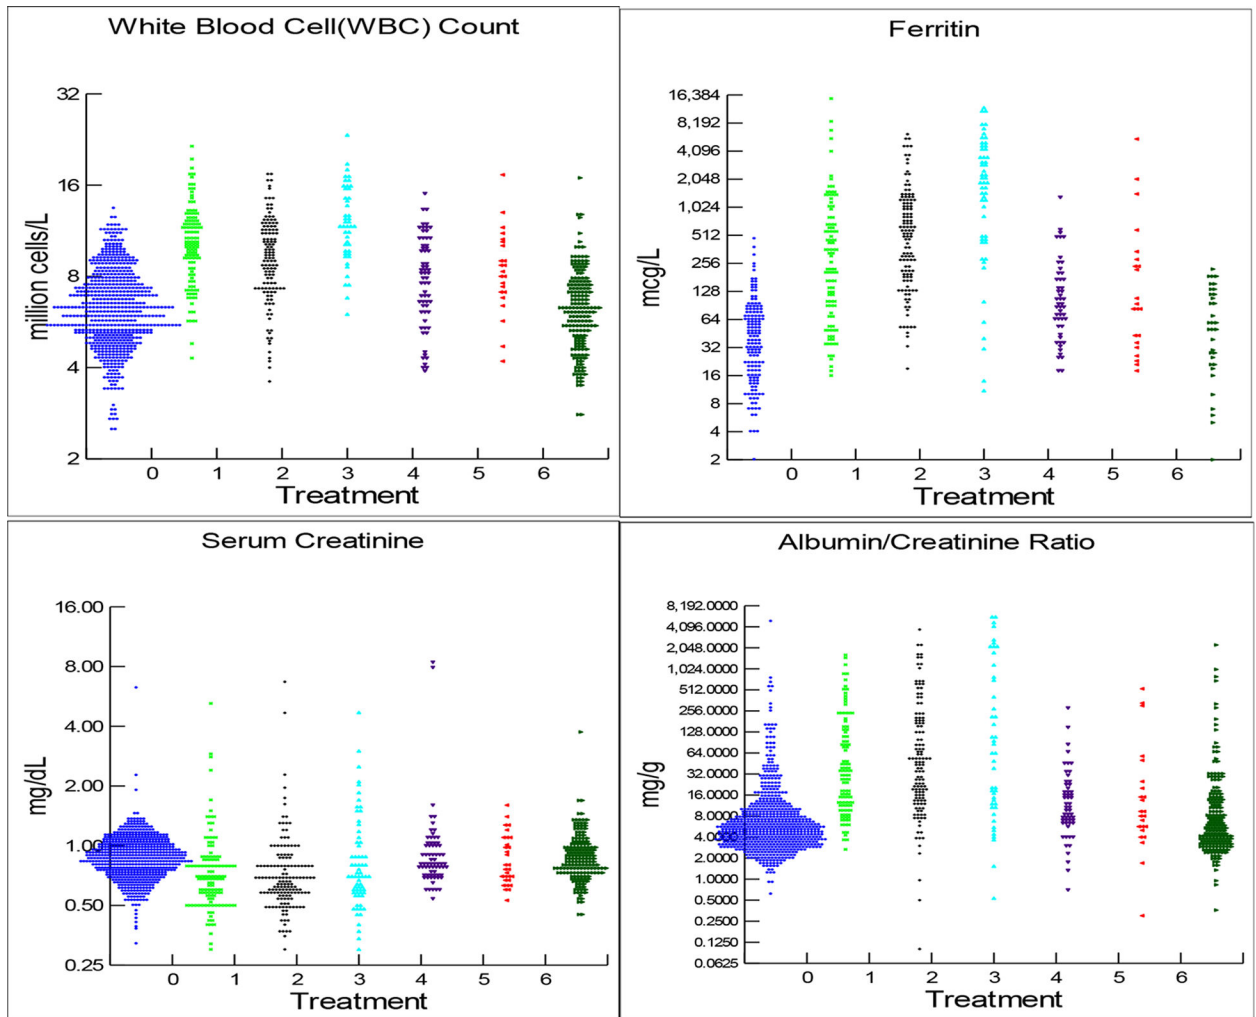 White Blood Cell(WBC) Count
32
16
8
4
2
million cells/L
0 1 2 3 4 5 6
Treatment
Ferritin
16,384
8,192
4,096
2,048
1,024
512
256
128
64
32
16
8
4
2
mcg/L
0 1 2 3 4 5 6
Treatment
Serum Creatinine
16.00
8.00
4.00
2.00
1.00
0.50
0.25
mg/dL
0 1 2 3 4 5 6
Treatment
Albumin/Creatinine Ratio
8,192.0000
4,096.0000
2,048.0000
1,024.0000
512.0000
256.0000
128.0000
64.0000
32.0000
16.0000
8.0000
4.0000
2.0000
1.0000
0.5000
0.2500
0.1250
0.0625
mg/g
0 1 2 3 4 5 6
Treatment